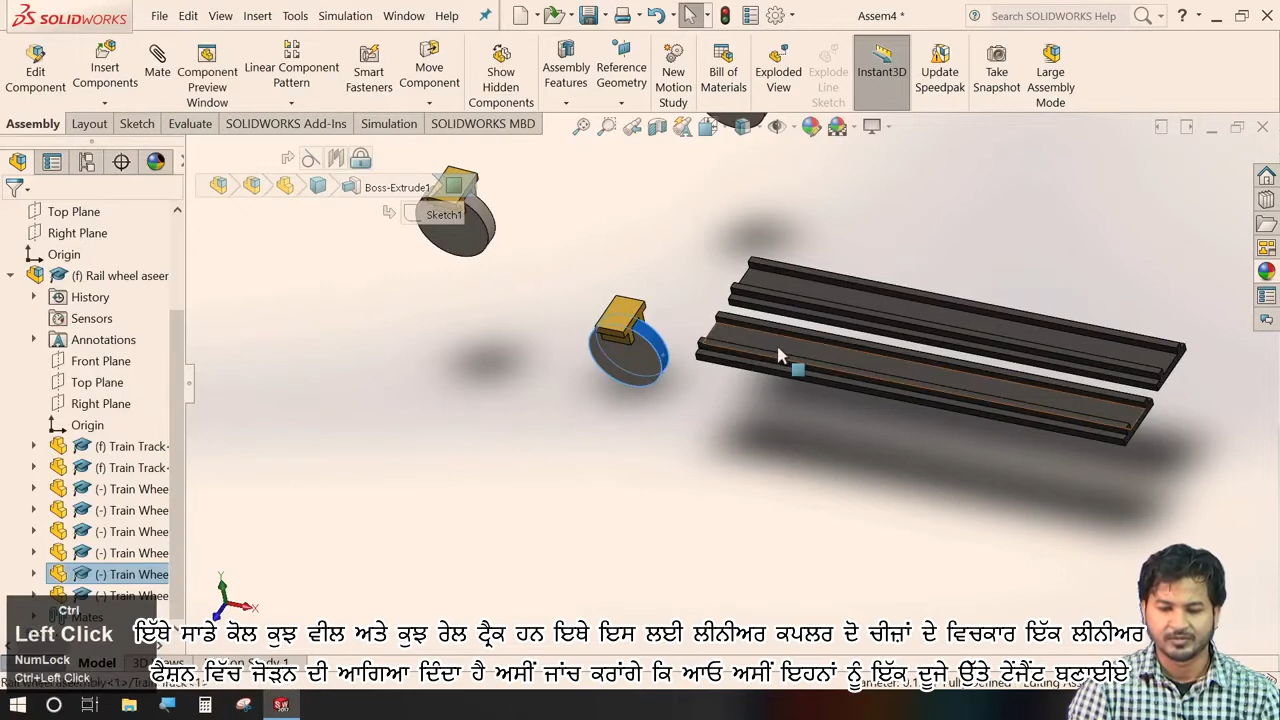 SOLIDWORKS File Edit View Insert Tools Simulation Window Help Assem4 * Search SOLIDWORKS Help
Edit Component
Insert Components
Mate
Component Preview Window
Linear Component Pattern
Smart Fasteners
Move Component
Show Hidden Components
Assembly Features
Reference Geometry
New Motion Study
Bill of Materials
Exploded View
Explode Line Sketch
Instant3D
Update Speedpak
Take Snapshot
Large Assembly Mode
Assembly Layout Sketch Evaluate SOLIDWORKS Add-Ins Simulation SOLIDWORKS MBD
Boss-Extrude1
Sketch1
Top Plane
Right Plane
Origin
(f) Rail wheel aseer
History
Sensors
Annotations
Front Plane
Top Plane
Right Plane
Origin
(f) Train Track
(f) Train Track
(-) Train Whee
(-) Train Whee
(-) Train Whee
(-) Train Whee
(-) Train Whee
(-) Train Whee
Mates
Ctrl
Left Click
NumLock
Ctrl+Left Click
Model
ਇੱਥੇ ਸਾਡੇ ਕੋਲ ਕੁਝ ਵੀਲ ਅਤੇ ਕੁਝ ਰੇਲ ਟ੍ਰੈਕ ਹਨ ਇਥੇ ਇਸ ਲਈ ਲੀਨੀਅਰ ਕਪਲਰ ਦੋ ਚੀਜ਼ਾਂ ਦੇ ਵਿਚਕਾਰ ਇੱਕ ਲੀਨੀਅਰ
ਫੈਸ਼ਨ ਵਿੱਚ ਜੋੜਨ ਦੀ ਆਗਿਆ ਦਿੰਦਾ ਹੈ ਅਸੀਂ ਜਾਂਚ ਕਰਾਂਗੇ ਕਿ ਆਓ ਅਸੀਂ ਇਹਨਾਂ ਨੂੰ ਇੱਕ ਦੂਜੇ ਉੱਤੇ ਟੇਂਜੈਂਟ ਬਣਾਈਏ